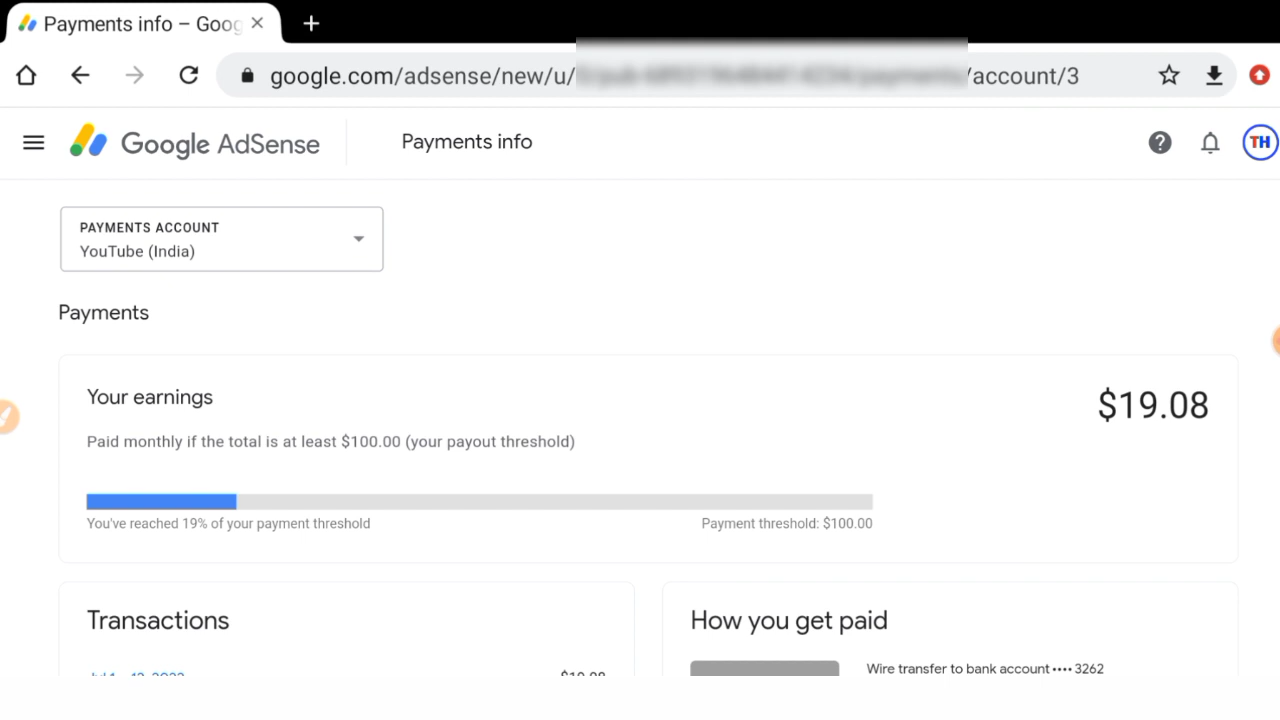 Payments info – Goog
google.com/adsense/new/u/
/account/3
Google AdSense
Payments info
TH
PAYMENTS ACCOUNT
YouTube (India)
Payments
Your earnings
$19.08
Paid monthly if the total is at least $100.00 (your payout threshold)
You've reached 19% of your payment threshold
Payment threshold: $100.00
Transactions
How you get paid
Wire transfer to bank account •••• 3262